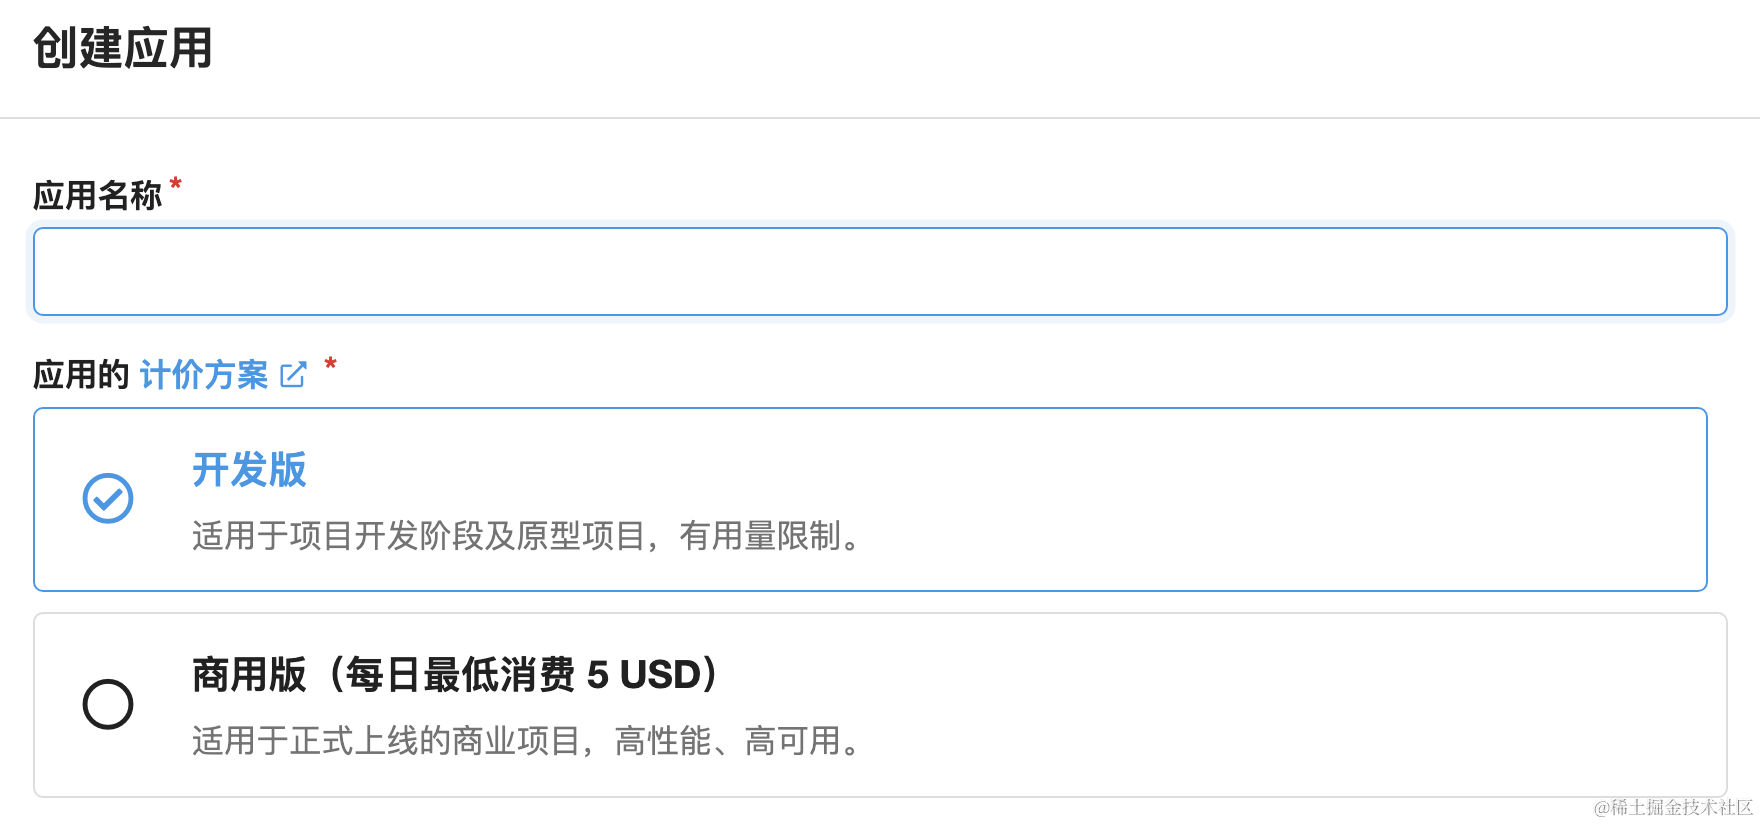 创建应用
应用名称 *
应用的 计价方案 *
开发版
适用于项目开发阶段及原型项目，有用量限制。
商用版（每日最低消费 5 USD）
适用于正式上线的商业项目，高性能、高可用。
@稀土掘金技术社区